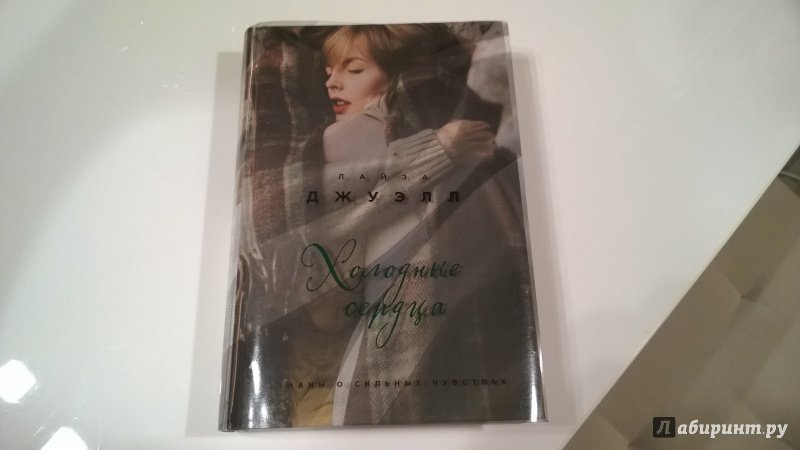 ЛАЙЗА
ДЖУЭЛЛ
Холодные
сердца
О СИЛЬНЫХ ЧУВСТВАХ
Лабиринт.ру